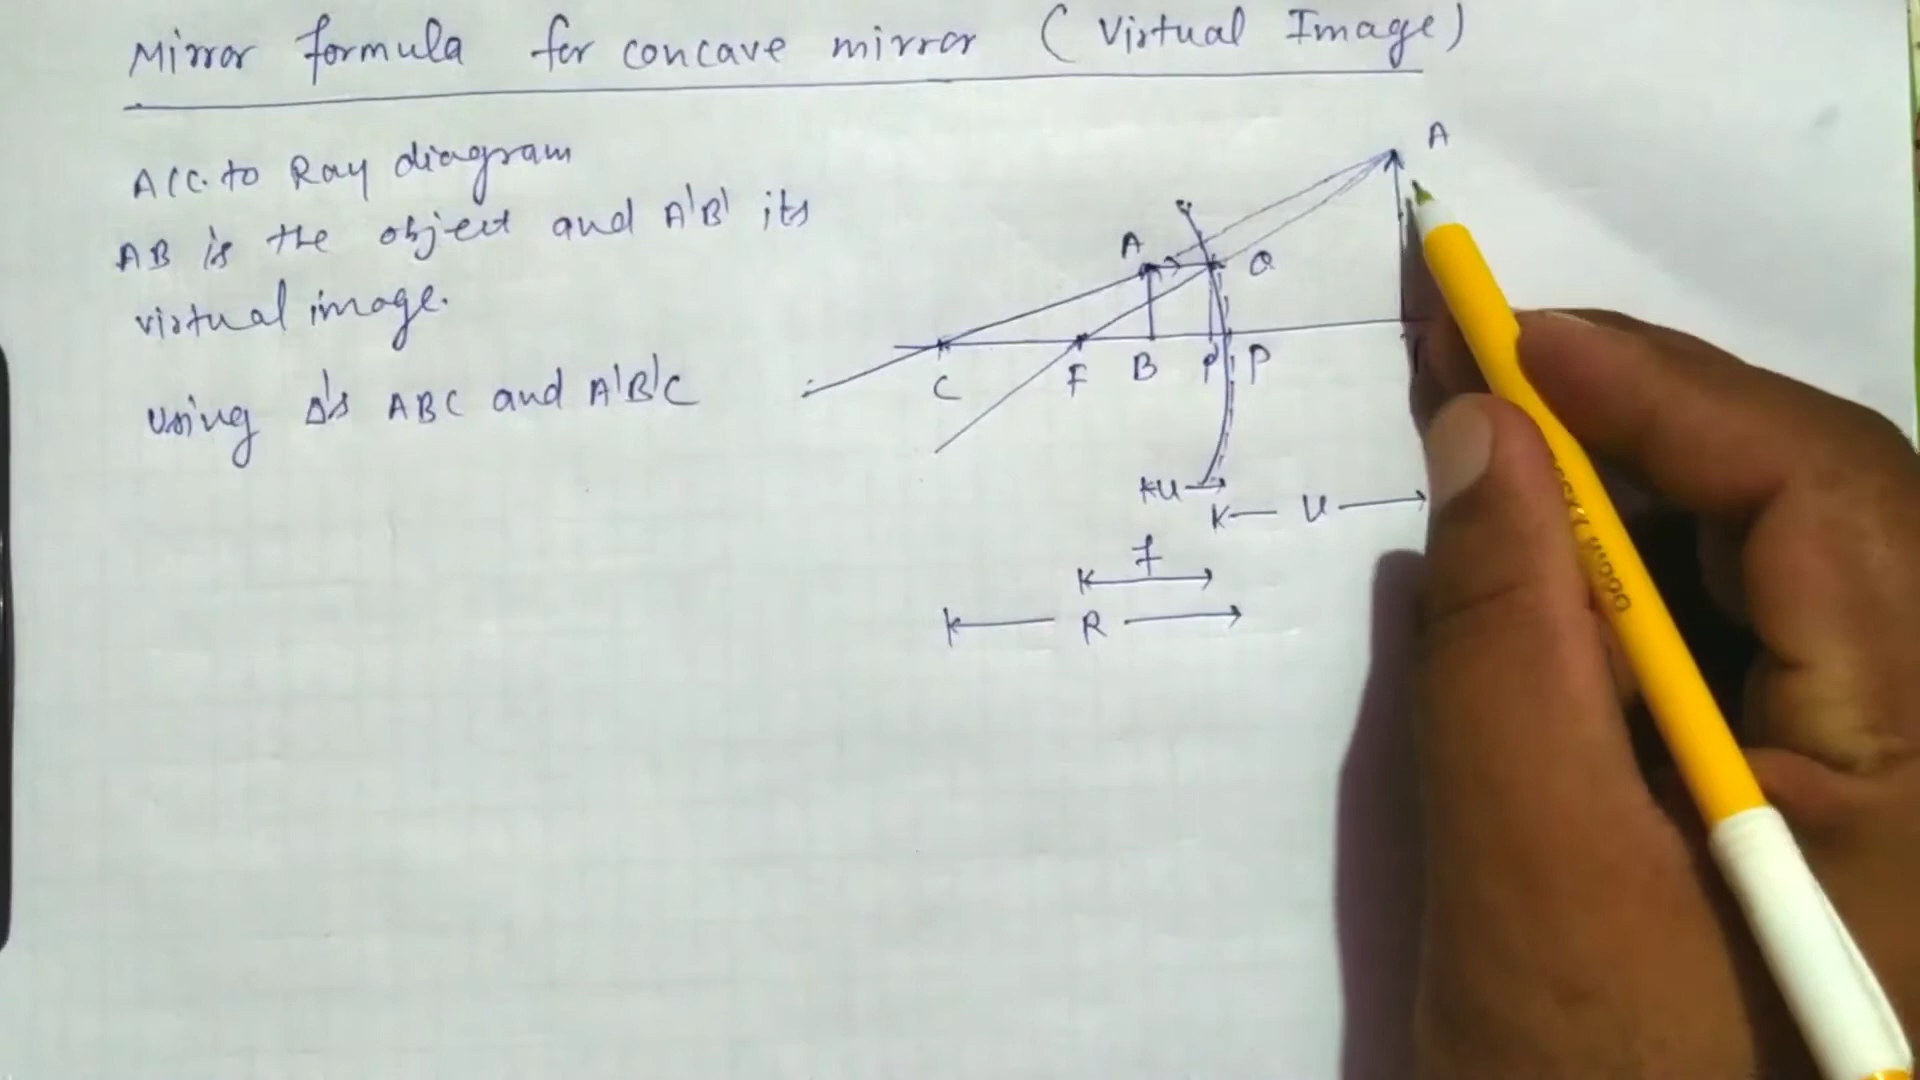 Mirror formula for concave mirror (Virtual Image)
A
Acc. to Ray diagram
AB is the object and A'B' its
A
Q
virtual image.
C
F
B
P'
P
using Δ's ABC and A'B'C
U
U
f
R